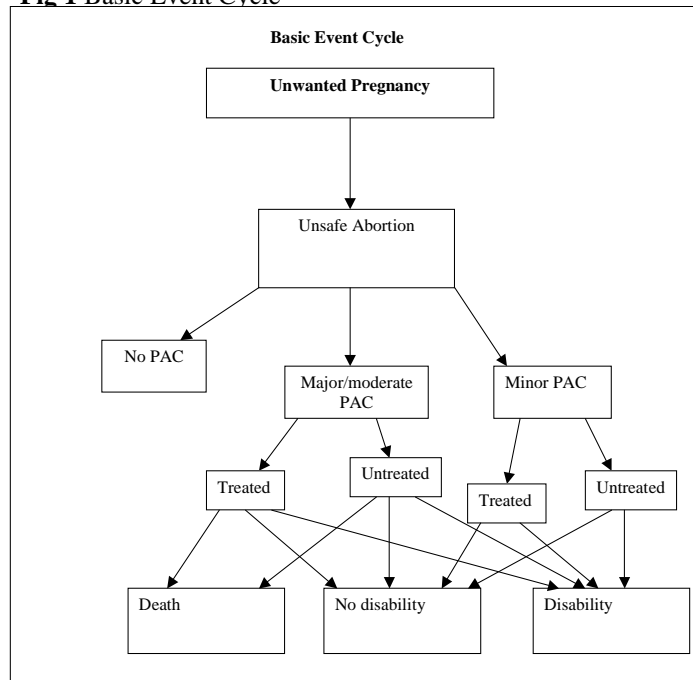 Fig 1 Basic Event Cycle
Basic Event Cycle
Unwanted Pregnancy
Unsafe Abortion
No PAC
Major/moderate
PAC
Minor PAC
Treated
Untreated
Treated
Untreated
Death
No disability
Disability